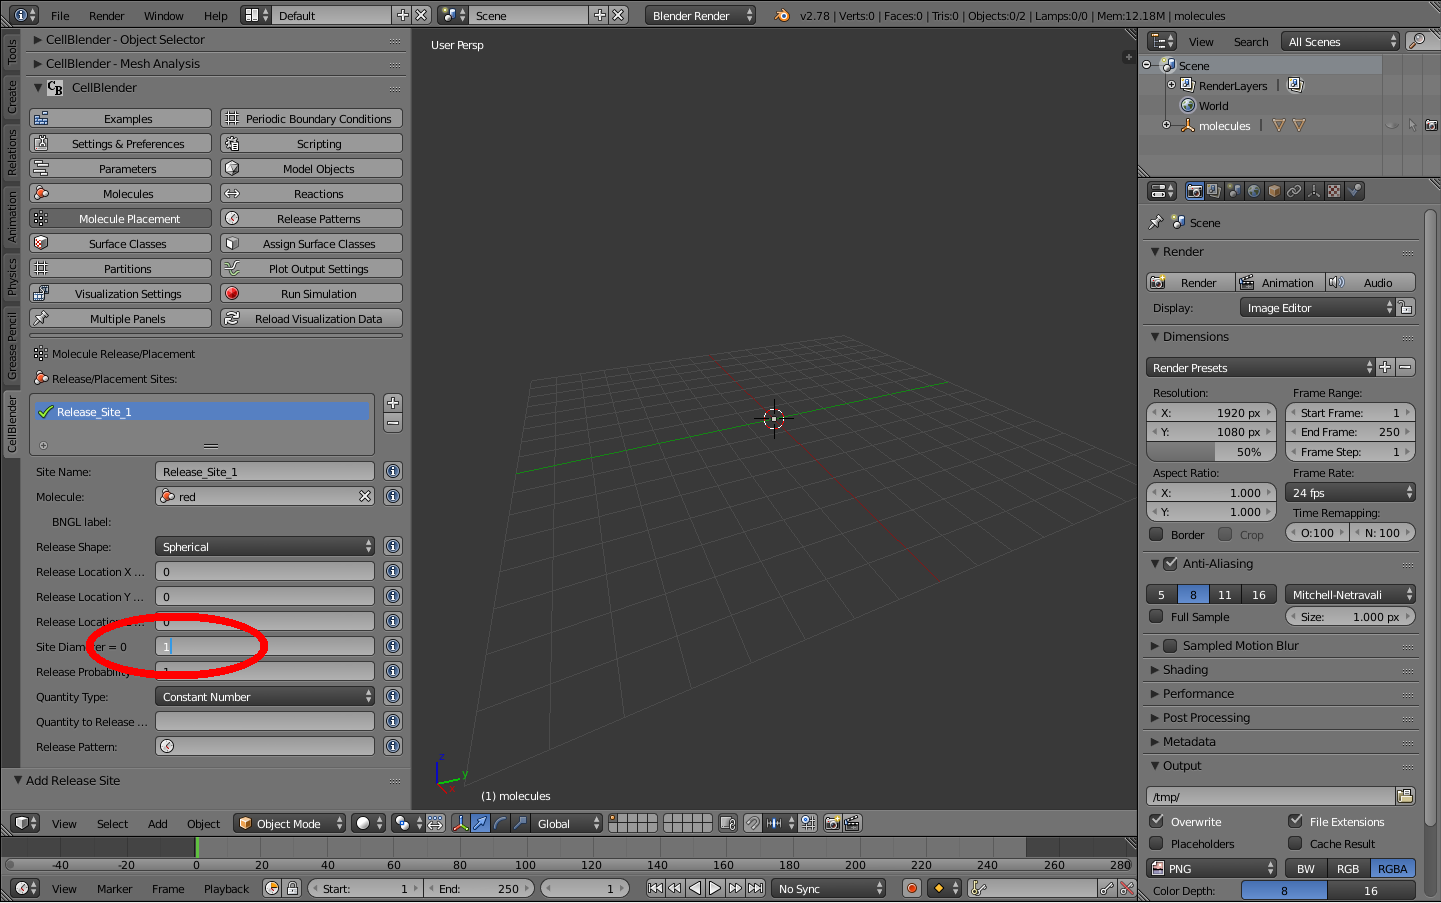 File Render Window Help Default Scene Blender Render v2.78 | Verts:0 | Faces:0 | Tris:0 | Objects:0/2 | Lamps:0/0 | Mem:12.18M | molecules
Tools
Create
Relations
Animation
Physics
Grease Pencil
CellBlender
CellBlender - Object Selector
CellBlender - Mesh Analysis
CellBlender
Examples Periodic Boundary Conditions
Settings & Preferences Scripting
Parameters Model Objects
Molecules Reactions
Molecule Placement Release Patterns
Surface Classes Assign Surface Classes
Partitions Plot Output Settings
Visualization Settings Run Simulation
Multiple Panels Reload Visualization Data
Molecule Release/Placement
Release/Placement Sites:
Release_Site_1
Site Name: Release_Site_1
Molecule: red
BNGL label:
Release Shape: Spherical
Release Location X ... 0
Release Location Y ... 0
Release Location 0
Site Diameter = 0 1
Release Probability 1
Quantity Type: Constant Number
Quantity to Release ...
Release Pattern:
Add Release Site
User Persp
z
y
x
(1) molecules
View Select Add Object Object Mode Global
-40 -20 0 20 40 60 80 100 120 140 160 180 200 220 240 260 280
View Marker Frame Playback Start: 1 End: 250 1 No Sync
View Search All Scenes
Scene
RenderLayers |
World
molecules |
Scene
Render
Render Animation Audio
Display: Image Editor
Dimensions
Render Presets
Resolution: Frame Range:
X: 1920 px Start Frame: 1
Y: 1080 px End Frame: 250
50% Frame Step: 1
Aspect Ratio: Frame Rate:
X: 1.000 24 fps
Y: 1.000 Time Remapping:
Border Crop O:100 N: 100
Anti-Aliasing
5 8 11 16 Mitchell-Netravali
Full Sample Size: 1.000 px
Sampled Motion Blur
Shading
Performance
Post Processing
Metadata
Output
/tmp/
Overwrite File Extensions
Placeholders Cache Result
PNG BW RGB RGBA
Color Depth: 8 16